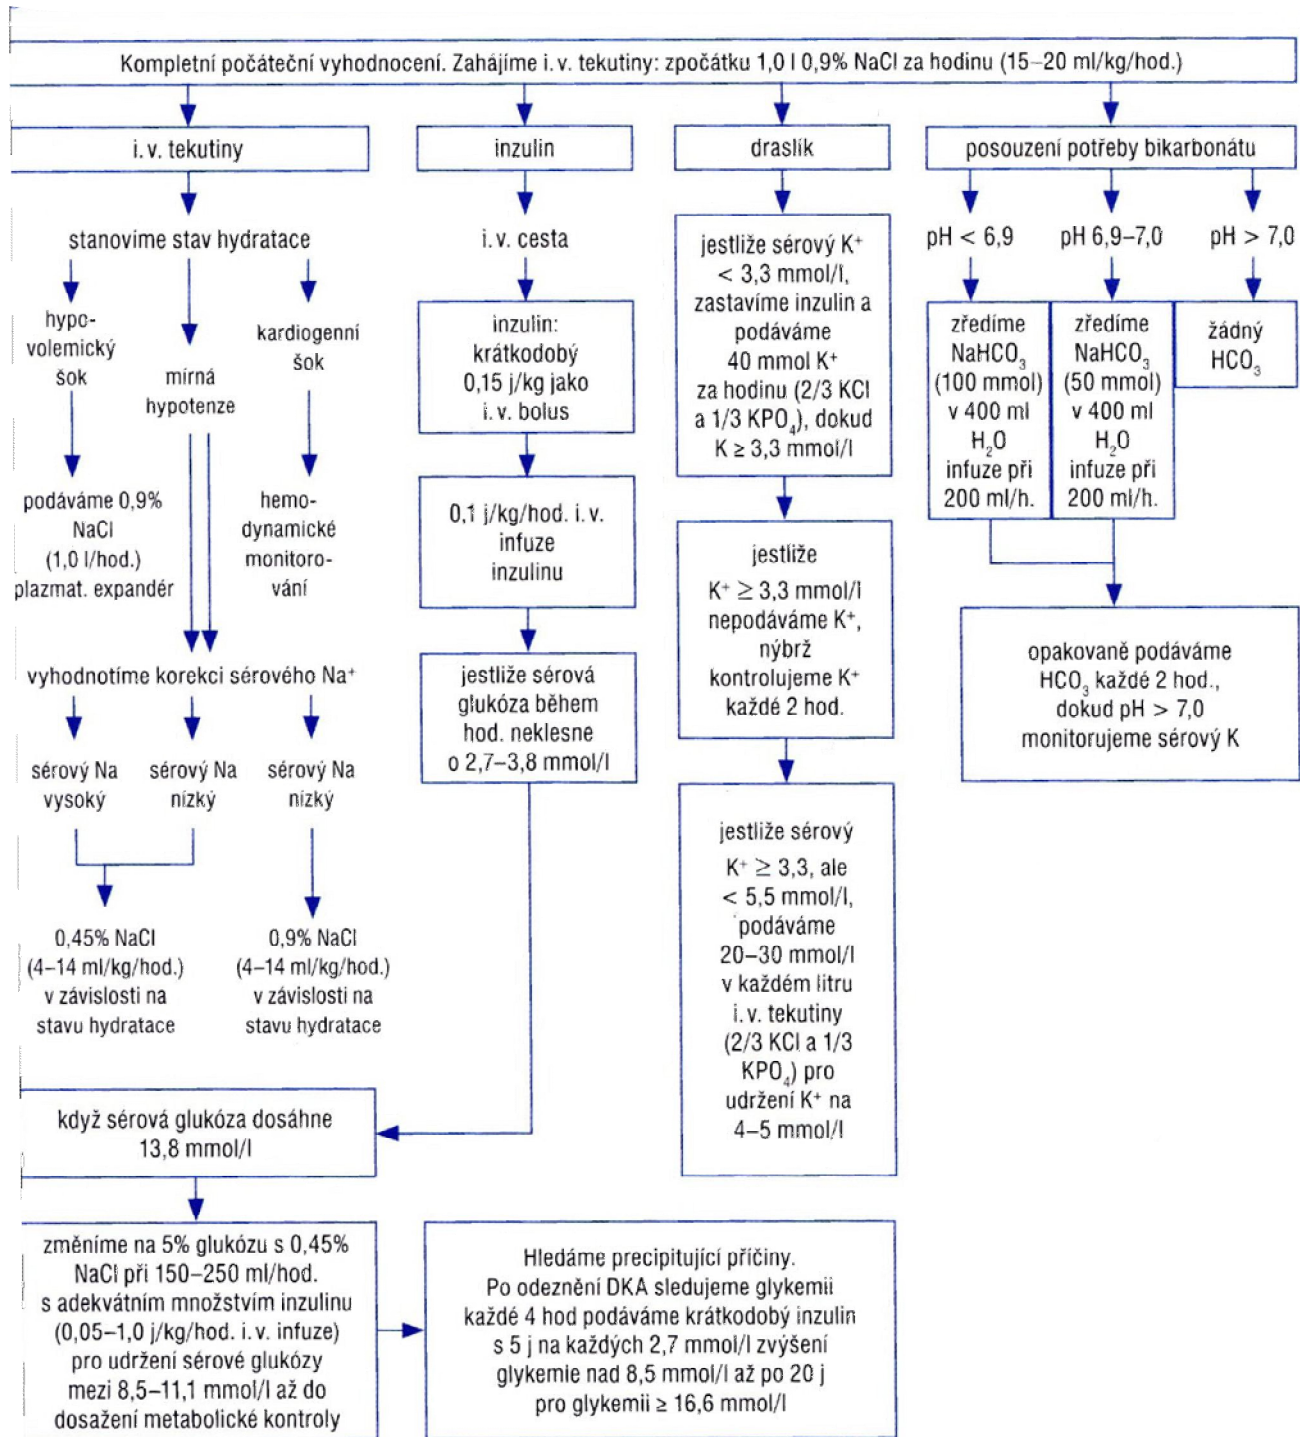 Kompletní počáteční vyhodnocení. Zahájíme i. v. tekutiny: zpočátku 1,0 l 0,9% NaCl za hodinu (15–20 ml/kg/hod.)
i. v. tekutiny
stanovíme stav hydratace
hypo-
volemický
šok
mírná
hypotenze
kardiogenní
šok
podáváme 0,9%
NaCl
(1,0 l/hod.)
plazmat. expandér
hemo-
dynamické
monitoro-
vání
vyhodnotíme korekci sérového Na⁺
sérový Na
vysoký
sérový Na
nízký
sérový Na
nízký
0,45% NaCl
(4–14 ml/kg/hod.)
v závislosti na
stavu hydratace
0,9% NaCl
(4–14 ml/kg/hod.)
v závislosti na
stavu hydratace
inzulin
i. v. cesta
inzulin:
krátkodobý
0,15 j/kg jako
i. v. bolus
0,1 j/kg/hod. i. v.
infuze
inzulinu
jestliže sérová
glukóza během
hod. neklesne
o 2,7–3,8 mmol/l
draslík
jestliže sérový K⁺
< 3,3 mmol/l,
zastavíme inzulin a
podáváme
40 mmol K⁺
za hodinu (2/3 KCl
a 1/3 KPO₄), dokud
K ≥ 3,3 mmol/l
jestliže
K⁺ ≥ 3,3 mmol/l
nepodáváme K⁺,
nýbrž
kontrolujeme K⁺
každé 2 hod.
jestliže sérový
K⁺ ≥ 3,3, ale
< 5,5 mmol/l,
podáváme
20–30 mmol/l
v každém litru
i. v. tekutiny
(2/3 KCl a 1/3
KPO₄) pro
udržení K⁺ na
4–5 mmol/l
posouzení potřeby bikarbonátu
pH < 6,9
pH 6,9–7,0
pH > 7,0
zředíme
NaHCO₃
(100 mmol)
v 400 ml
H₂O
infuze při
200 ml/h.
zředíme
NaHCO₃
(50 mmol)
v 400 ml
H₂O
infuze při
200 ml/h.
žádný
HCO₃
opakovaně podáváme
HCO₃ každé 2 hod.,
dokud pH > 7,0
monitorujeme sérový K
když sérová glukóza dosáhne
13,8 mmol/l
změníme na 5% glukózu s 0,45%
NaCl při 150–250 ml/hod.
s adekvátním množstvím inzulinu
(0,05–1,0 j/kg/hod. i. v. infuze)
pro udržení sérové glukózy
mezi 8,5–11,1 mmol/l až do
dosažení metabolické kontroly
Hledáme precipitující příčiny.
Po odeznění DKA sledujeme glykemii
každé 4 hod podáváme krátkodobý inzulin
s 5 j na každých 2,7 mmol/l zvýšení
glykemie nad 8,5 mmol/l až po 20 j
pro glykemii ≥ 16,6 mmol/l